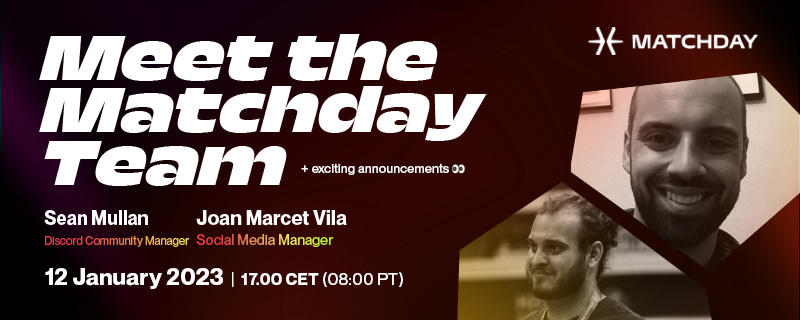 Meet the
Matchday
Team
+ exciting announcements 👀
Sean Mullan
Discord Community Manager
Joan Marcet Vila
Social Media Manager
12 January 2023 | 17.00 CET (08:00 PT)
MATCHDAY